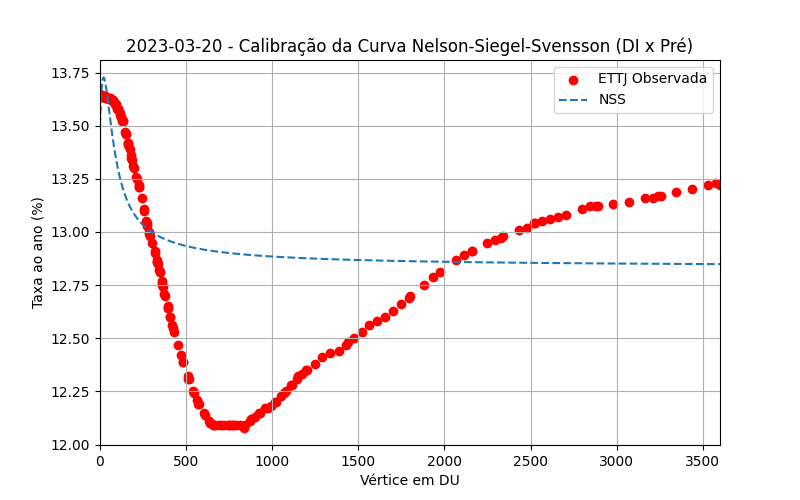 2023-03-20 - Calibração da Curva Nelson-Siegel-Svensson (DI x Pré)
13.75
13.50
13.25
13.00
12.75
12.50
12.25
12.00
Taxa ao ano (%)
ETTJ Observada
NSS
0 500 1000 1500 2000 2500 3000 3500
Vértice em DU